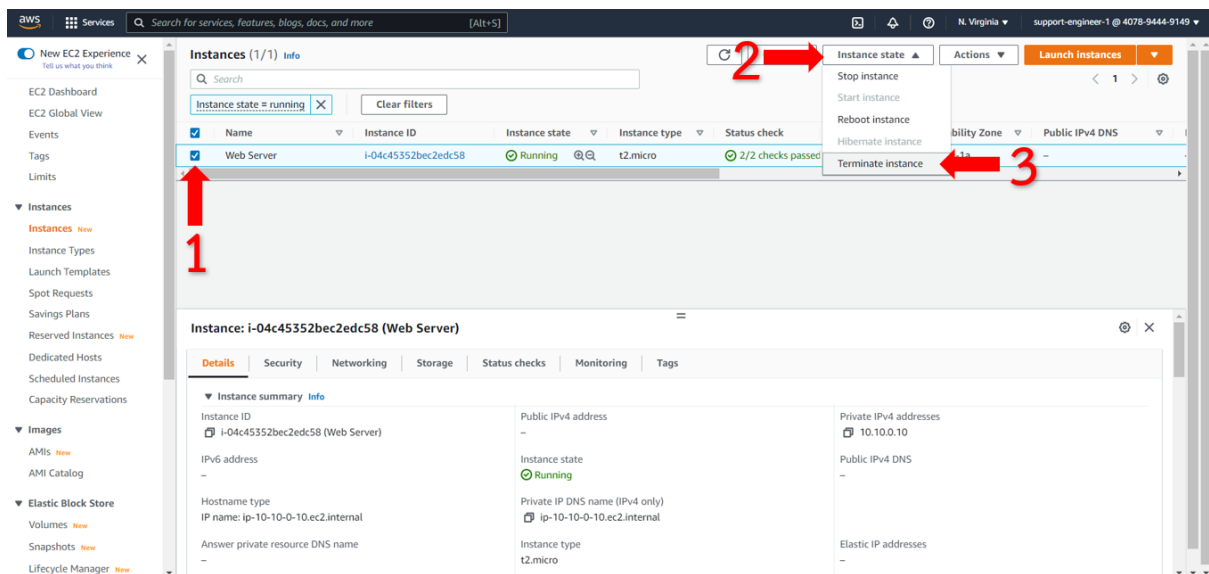 aws Services Search for services, features, blogs, docs, and more [Alt+S] N. Virginia ▼ support-engineer-1 @ 4078-9444-9149 ▼
New EC2 Experience
Tell us what you think
EC2 Dashboard
EC2 Global View
Events
Tags
Limits
Instances
Instances New
Instance Types
Launch Templates
Spot Requests
Savings Plans
Reserved Instances New
Dedicated Hosts
Scheduled Instances
Capacity Reservations
Images
AMIs New
AMI Catalog
Elastic Block Store
Volumes New
Snapshots New
Lifecycle Manager New
Instances (1/1) Info
2
Instance state ▲ Actions ▼ Launch instances ▼
Search
< 1 >
Instance state = running Clear filters
Stop instance
Start instance
Reboot instance
Hibernate instance
Terminate instance
3
Name Instance ID Instance state Instance type Status check bility Zone Public IPv4 DNS
Web Server i-04c45352bec2edc58 Running t2.micro 2/2 checks passed -1a –
1
Instance: i-04c45352bec2edc58 (Web Server)
Details Security Networking Storage Status checks Monitoring Tags
Instance summary Info
Instance ID Public IPv4 address Private IPv4 addresses
i-04c45352bec2edc58 (Web Server) – 10.10.0.10
IPv6 address Instance state Public IPv4 DNS
– Running –
Hostname type Private IP DNS name (IPv4 only)
IP name: ip-10-10-0-10.ec2.internal ip-10-10-0-10.ec2.internal
Answer private resource DNS name Instance type Elastic IP addresses
– t2.micro –